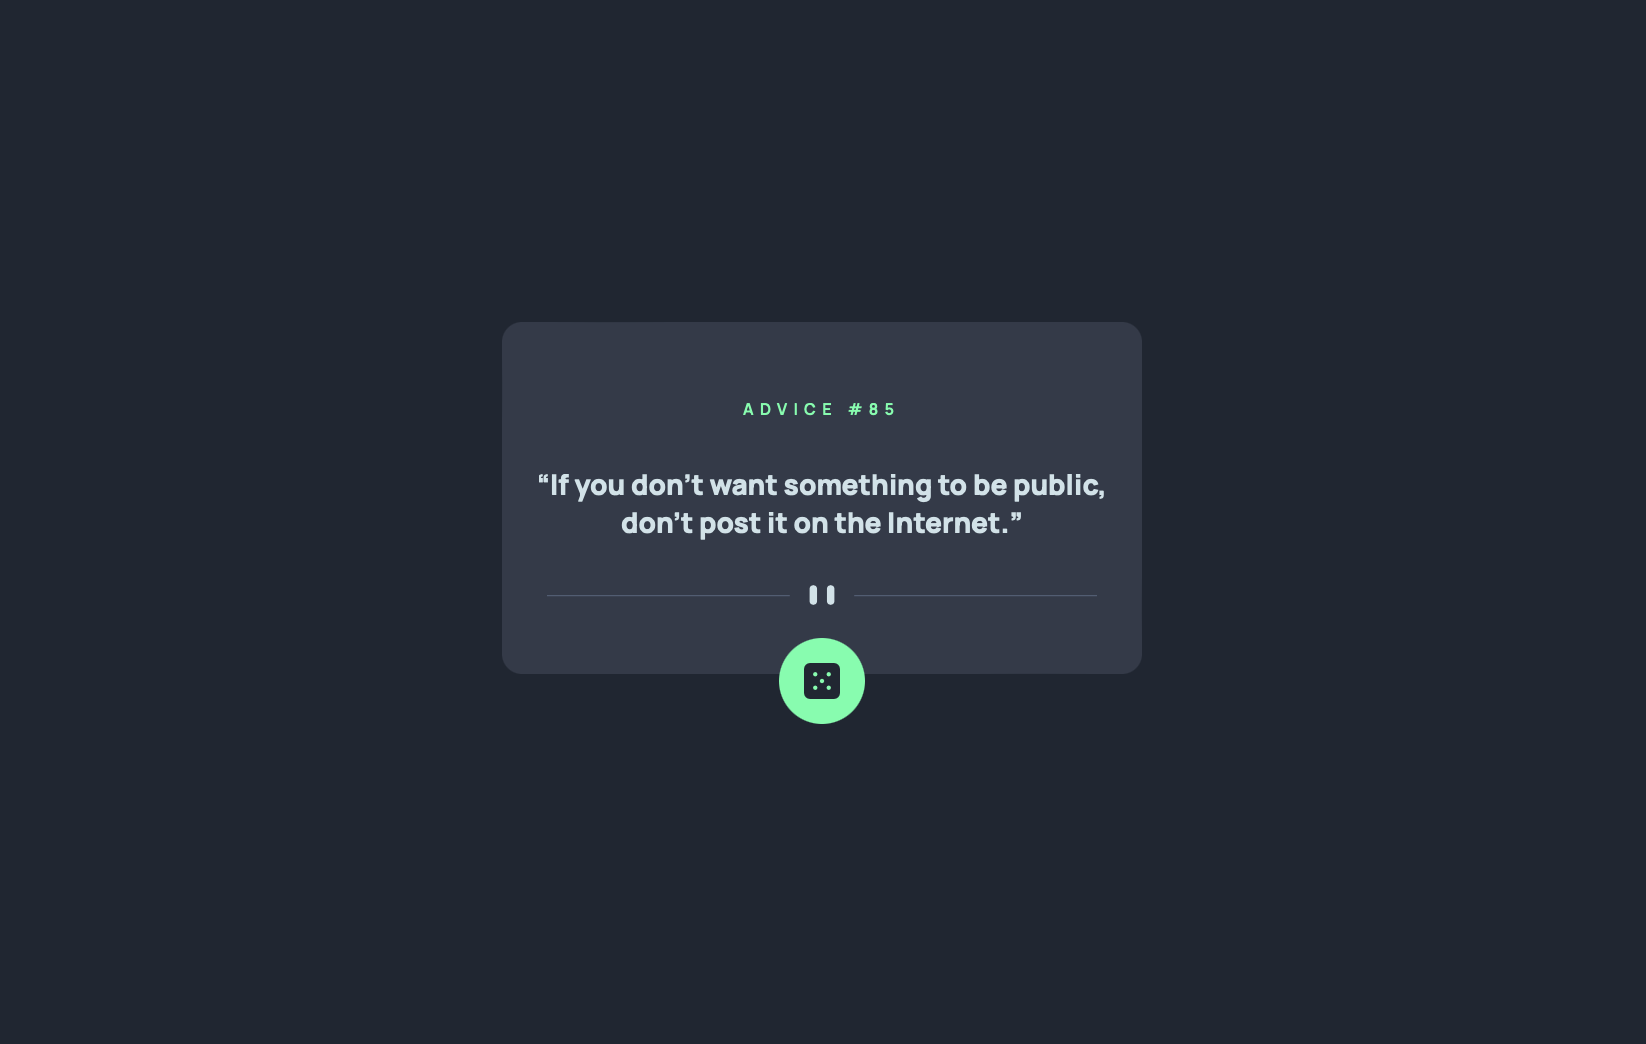 ADVICE #85
“If you don’t want something to be public,
don’t post it on the Internet.”